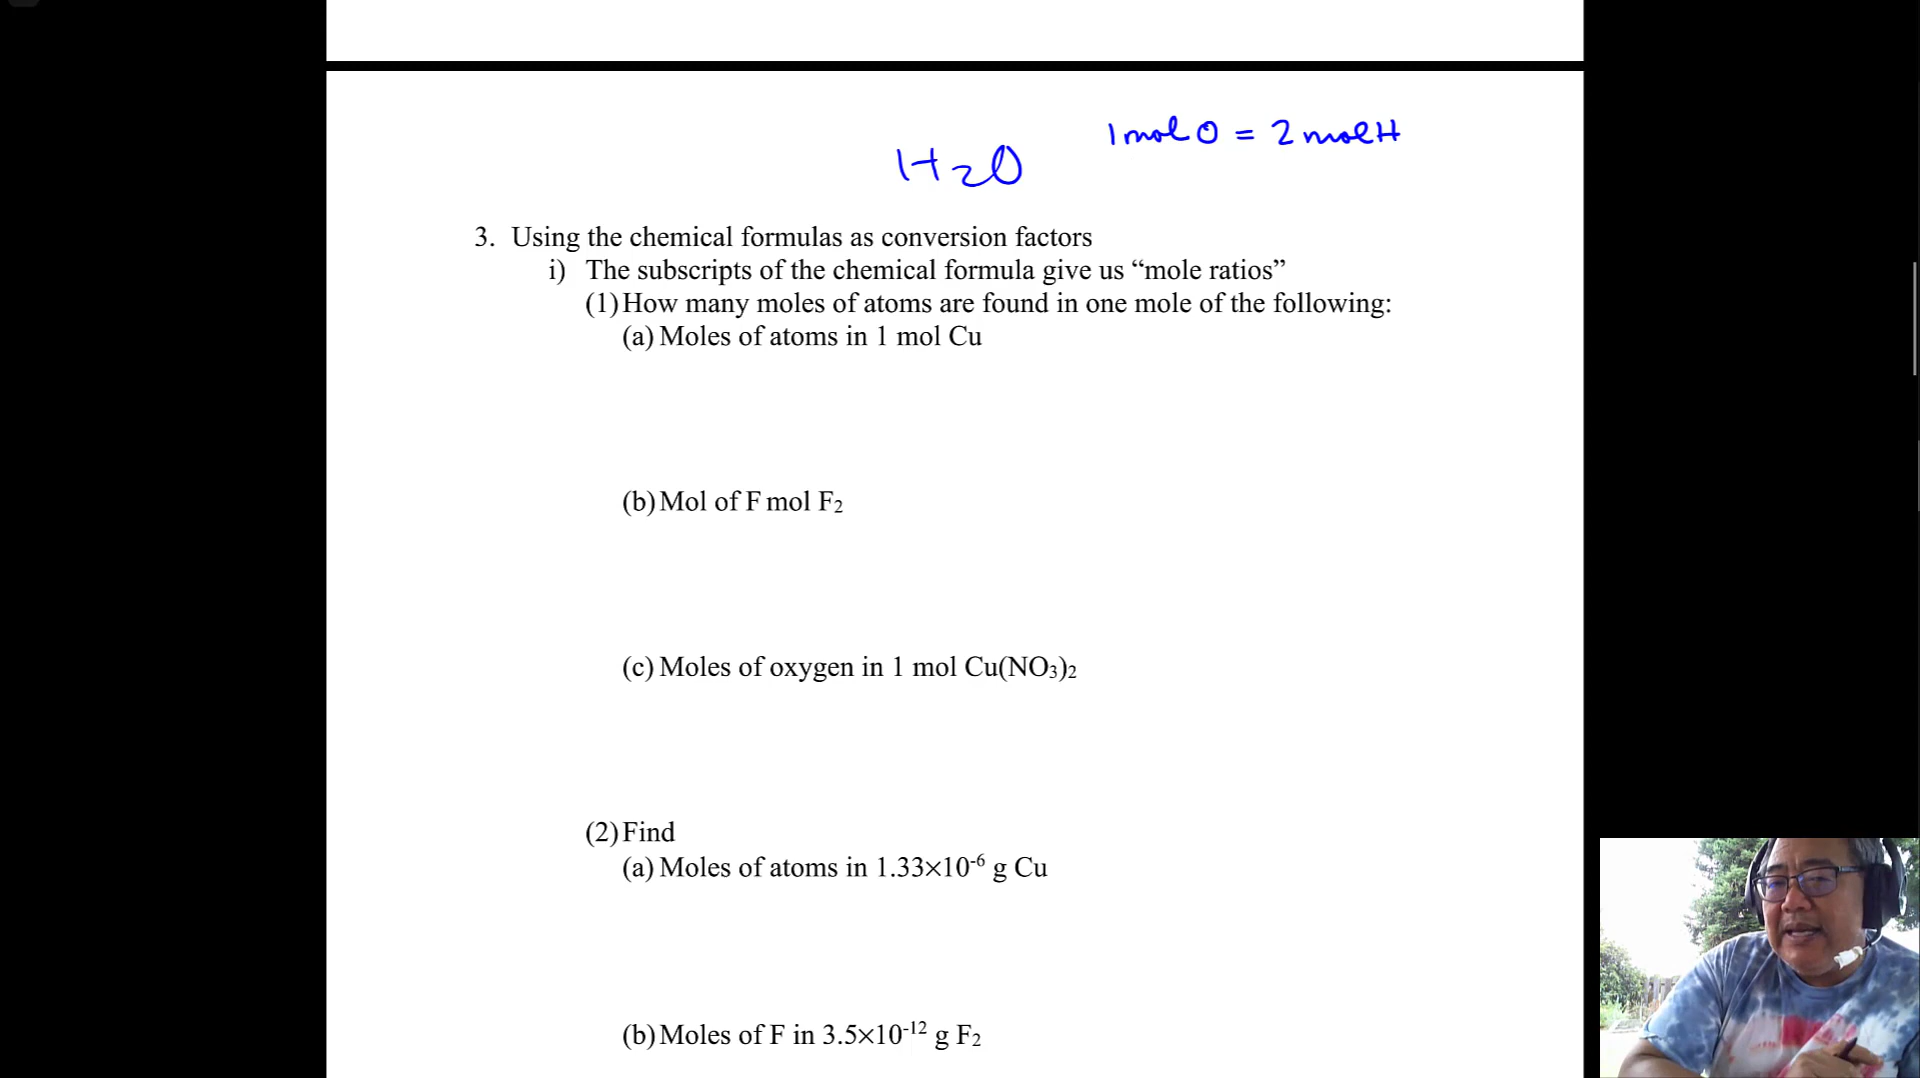 1 mol O = 2 mol H
H₂O
3. Using the chemical formulas as conversion factors
i) The subscripts of the chemical formula give us “mole ratios”
(1) How many moles of atoms are found in one mole of the following:
(a) Moles of atoms in 1 mol Cu
(b) Mol of F mol F₂
(c) Moles of oxygen in 1 mol Cu(NO₃)₂
(2) Find
(a) Moles of atoms in 1.33×10⁻⁶ g Cu
(b) Moles of F in 3.5×10⁻¹² g F₂